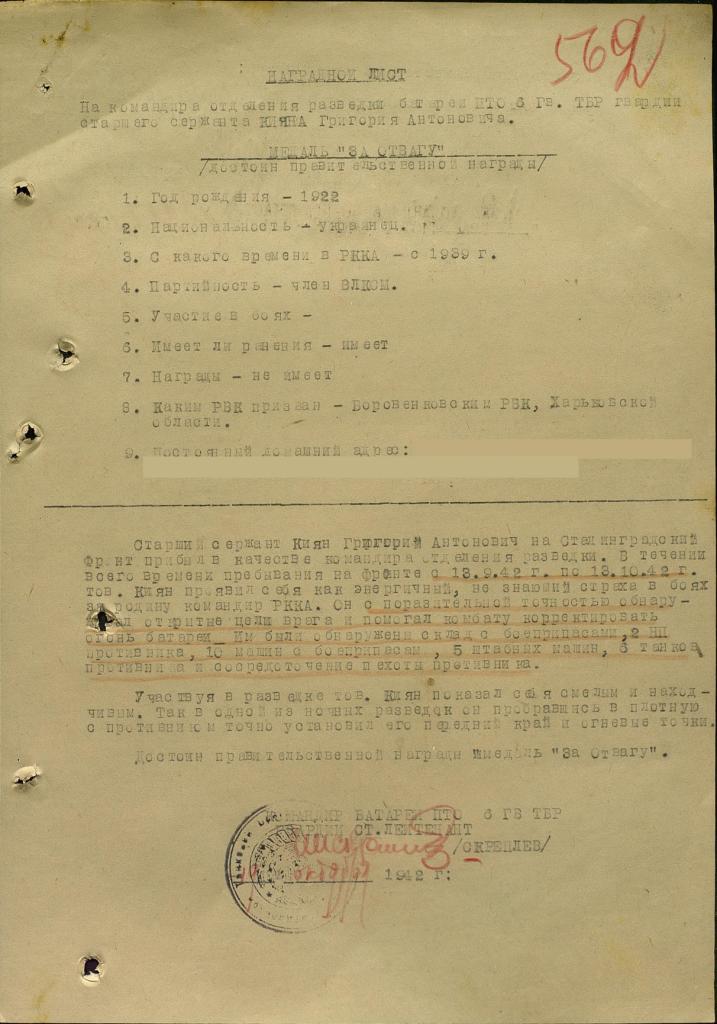 562
НАГРАДНОЙ ЛИСТ
На командира отделения разведки батареи ПТО 6 Гв. ТБР гвардии
старшего сержанта КИЯНА Григория Антоновича.
МЕДАЛЬ "ЗА ОТВАГУ"
/достоин правительственной награды/
1. Год рождения - 1922
2. Национальность - украинец.
3. С какого времени в РККА - с 1939 г.
4. Партийность - член ВЛКСМ.
5. Участие в боях -
6. Имеет ли ранения - имеет
7. Награды - не имеет
8. Каким РВК призван - Боровенковским РВК, Харьковской
области.
9. Постоянный домашний адрес:
Старший сержант Киян Григорий Антонович на Сталинградский
фронт прибыл в качестве командира отделения разведки. В течении
всего времени пребывания на фронте с 13.9.42 г. по 13.10.42 г.
тов. Киян проявил себя как энергичный, не знающий страха в боях
за родину командир РККА. Он с поразительной точностью обнару-
цели врага и помогал комбату корректировать
огонь батареи. Им были обнаружены склад с боеприпасами, 2 НП
противника, 10 машин с боеприпасами, 5 штабных машин, 6 танков
противника и сосредоточение пехоты противника.
Участвуя в разведке тов. Киян показал себя смелым и наход-
чивым. Так в одной из ночных разведок он пробравшись в плотную
с противником точно установил его передний край и огневые точки.
Достоин правительственной награды медаль "За Отвагу".
КОМАНДИР БАТАРЕИ ПТО 6 ГВ ТБР
ГВАРДИИ СТ.ЛЕЙТЕНАНТ
/СКРЕПЛЕВ/
октября 1942 г: